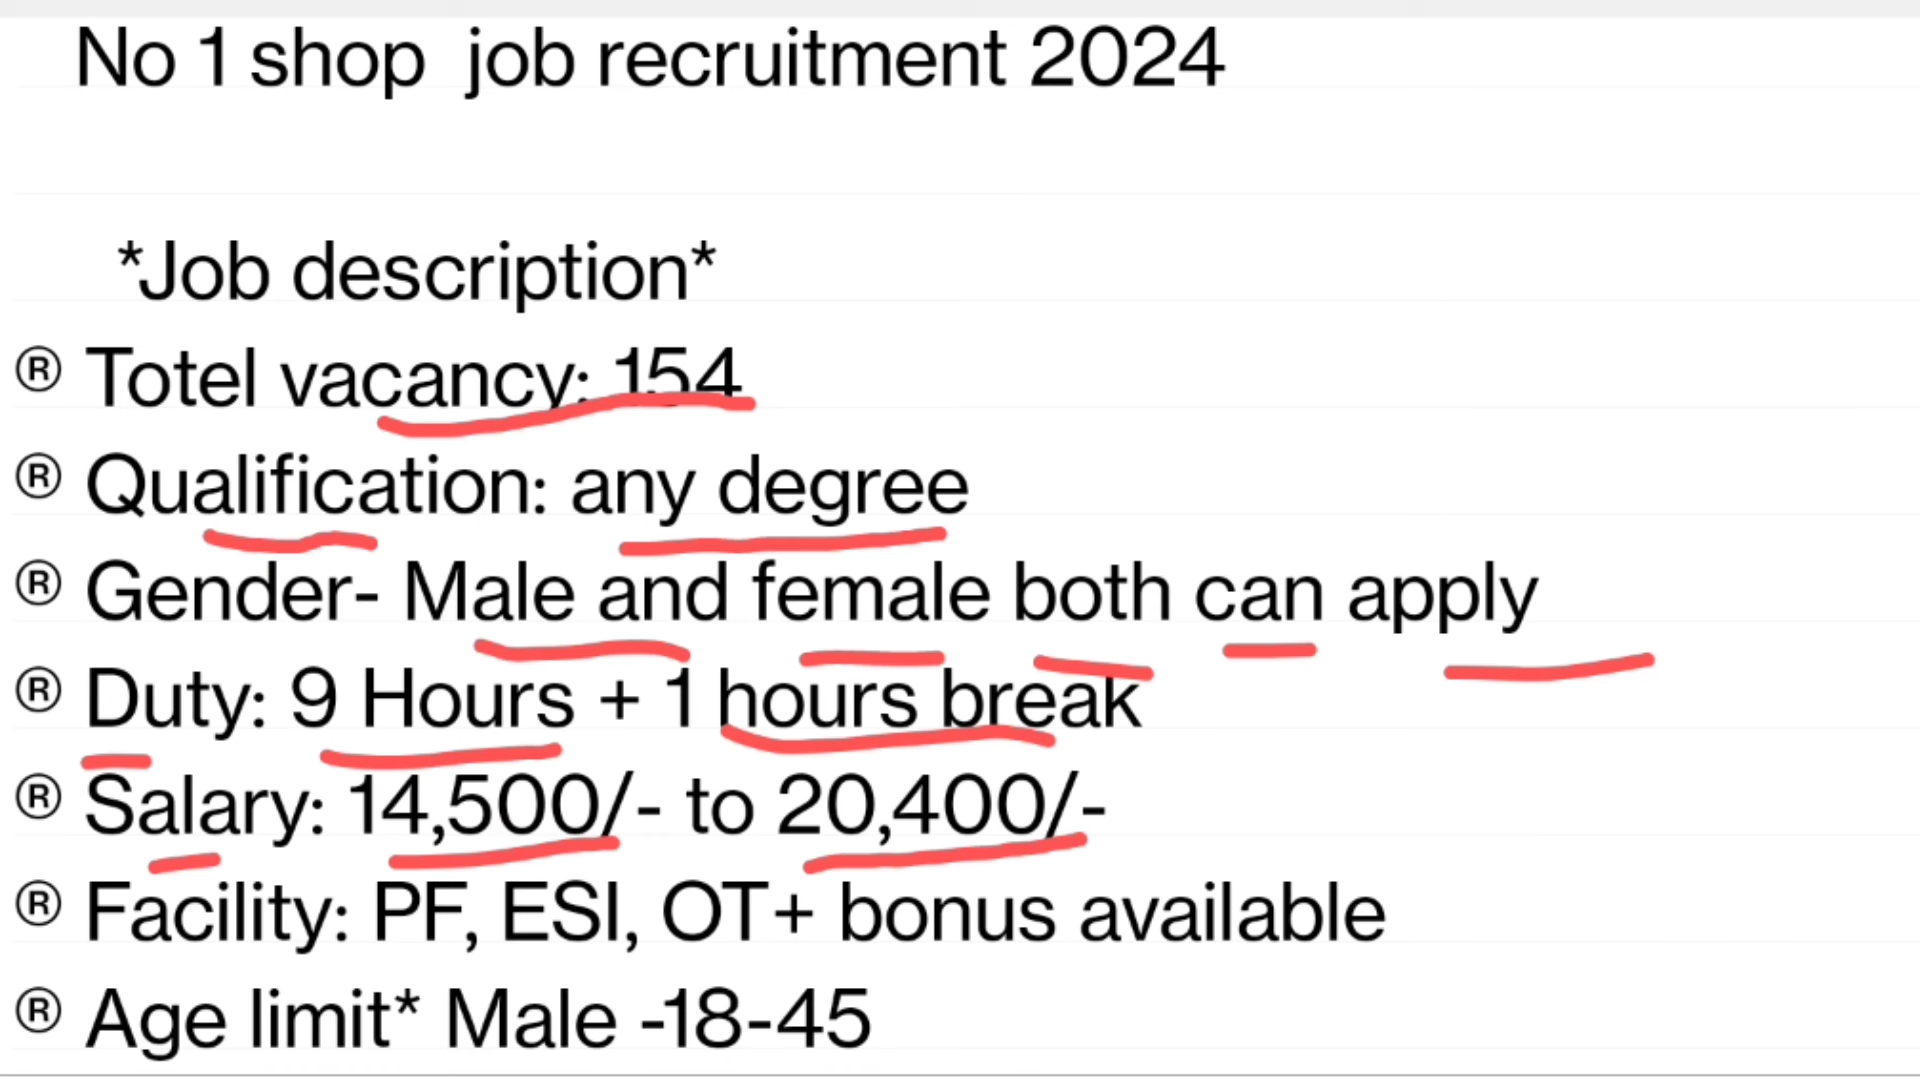 No 1 shop  job recruitment 2024
*Job description*
® Totel vacancy: 154
® Qualification: any degree
® Gender- Male and female both can apply
® Duty: 9 Hours + 1 hours break
® Salary: 14,500/- to 20,400/-
® Facility: PF, ESI, OT+ bonus available
® Age limit* Male -18-45